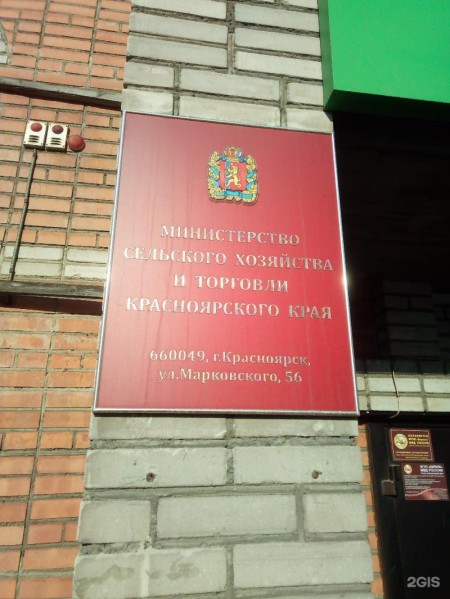 МИНИСТЕРСТВО
СЕЛЬСКОГО ХОЗЯЙСТВА
И ТОРГОВЛИ
КРАСНОЯРСКОГО КРАЯ
660049, г.Красноярск,
ул.Марковского, 56
2GIS